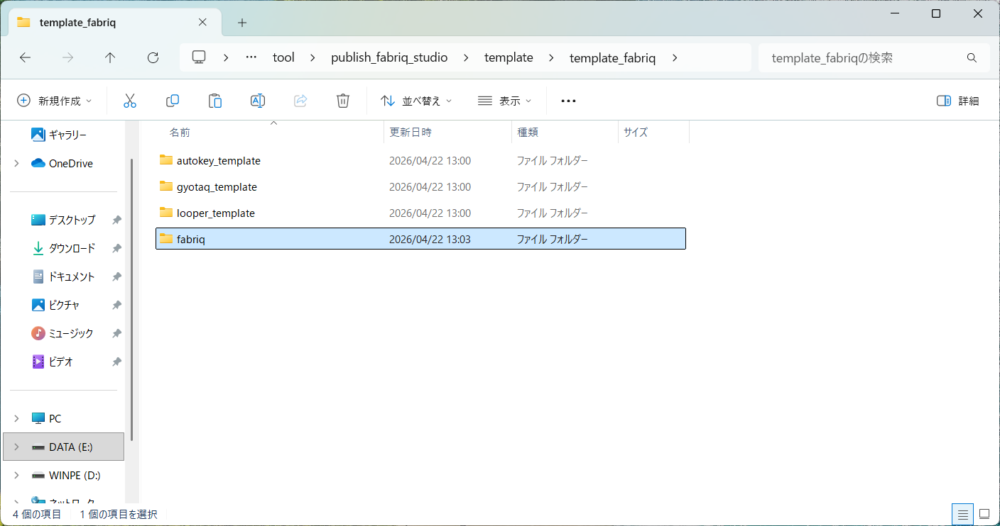 template_fabriq
… tool publish_fabriq_studio template template_fabriq
template_fabriqの検索
新規作成 並べ替え 表示 詳細
名前 更新日時 種類 サイズ
autokey_template 2026/04/22 13:00 ファイル フォルダー
gyotaq_template 2026/04/22 13:00 ファイル フォルダー
looper_template 2026/04/22 13:00 ファイル フォルダー
fabriq 2026/04/22 13:03 ファイル フォルダー
ギャラリー
OneDrive
デスクトップ
ダウンロード
ドキュメント
ピクチャ
ミュージック
ビデオ
PC
DATA (E:)
WINPE (D:)
ネットワーク
4 個の項目 1 個の項目を選択